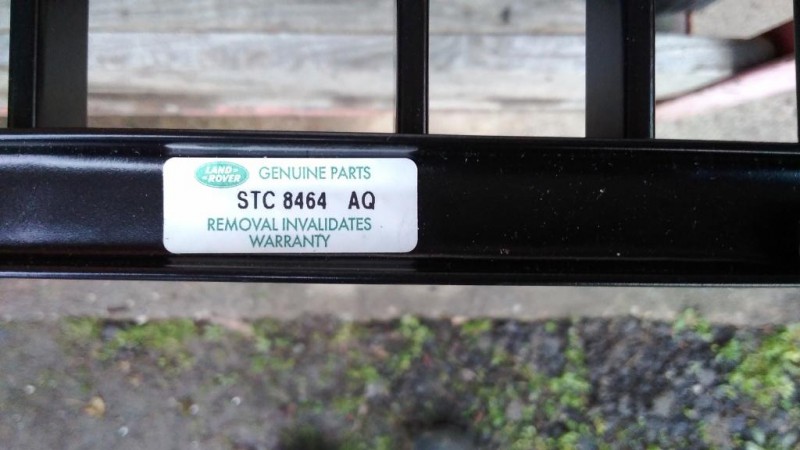 LAND-
-ROVER
GENUINE PARTS
STC 8464 AQ
REMOVAL INVALIDATES
WARRANTY